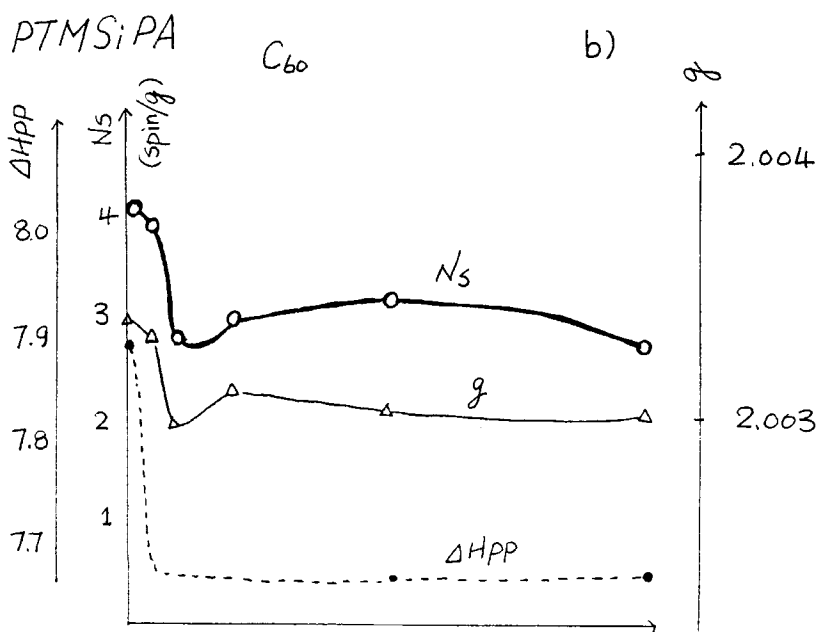 PTMSiPA
C60
b)
ΔHPP
Ns
(spin/g)
g
2.004
4
8.0
Ns
3
7.9
g
2
2.003
7.8
1
7.7
ΔHPP